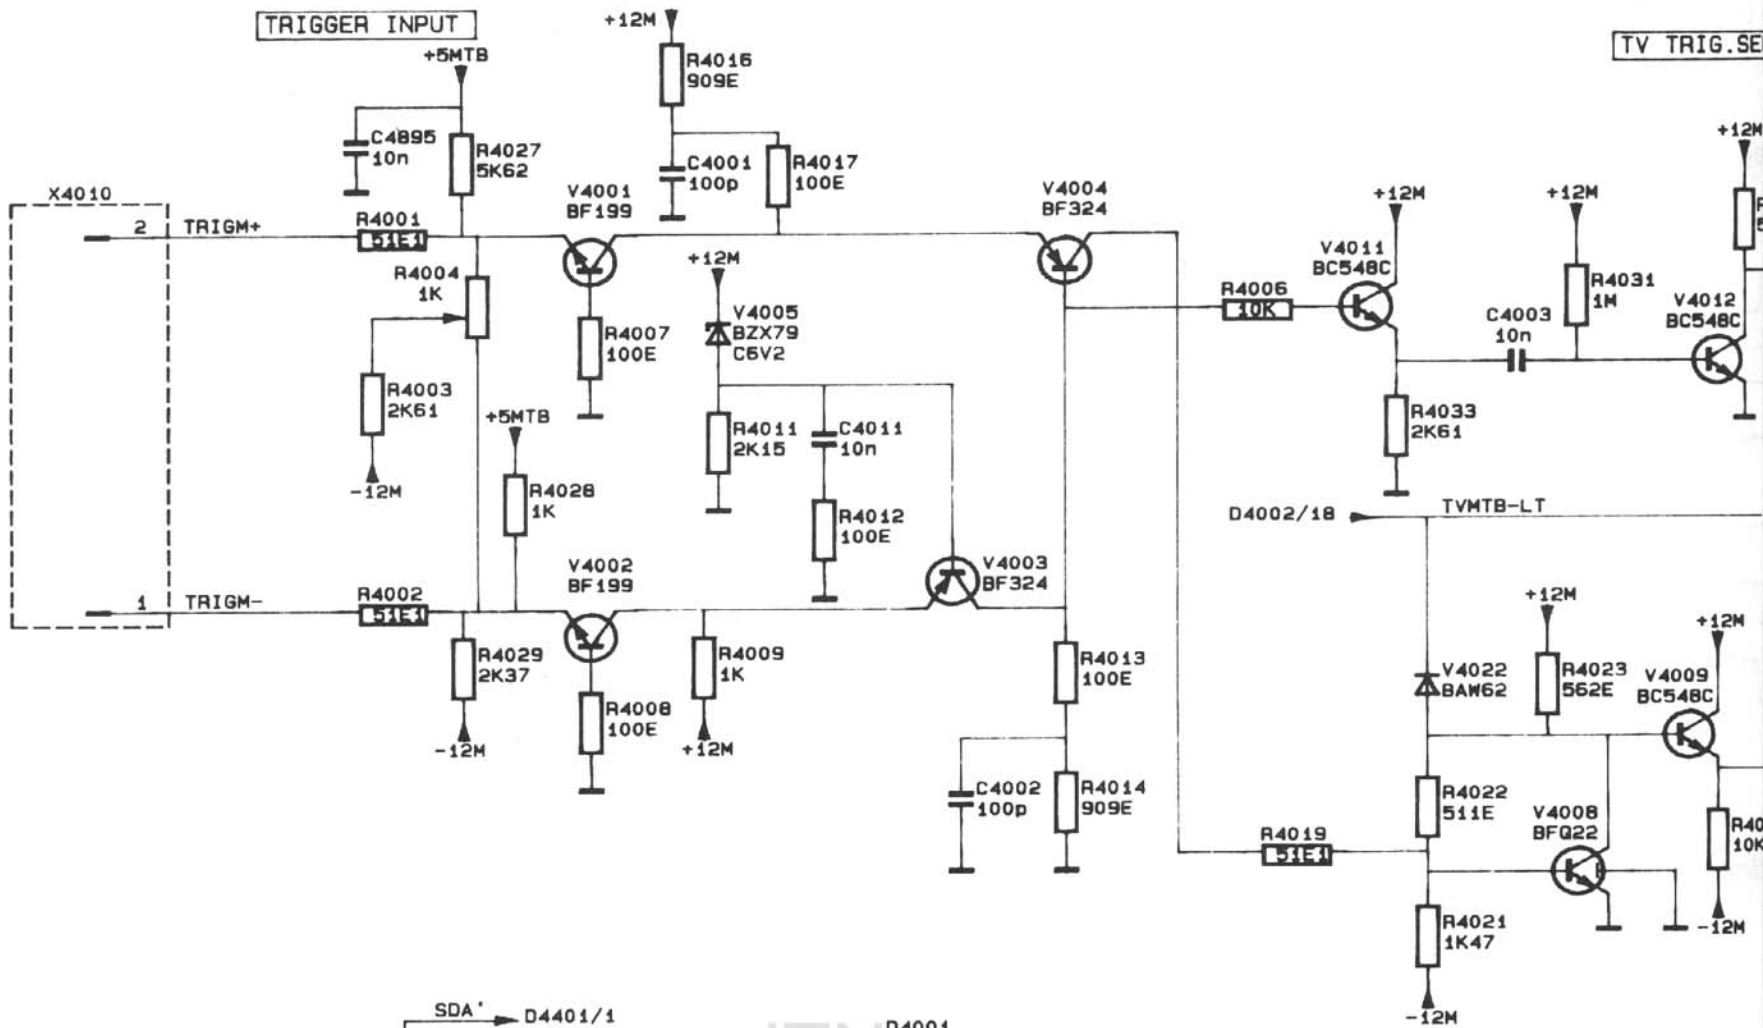 TRIGGER INPUT
+12M
+5MTB
R4016
909E
TV TRIG.SE
C4895
10n
R4027
5K62
C4001
100p
R4017
100E
+12M
X4010
V4001
BF199
V4004
BF324
+12M
+12M
2
TRIGM+
R4001
51E1
V4011
BC548C
R4004
1K
+12M
R4006
10K
R4031
1M
V4012
BC548C
R4007
100E
V4005
BZX79
C6V2
C4003
10n
R4003
2K61
+5MTB
R4011
2K15
C4011
10n
R4033
2K61
-12M
R4028
1K
R4012
100E
D4002/18
TVMTB-LT
V4002
BF199
V4003
BF324
1
TRIGM-
R4002
51E1
+12M
+12M
R4029
2K37
R4009
1K
R4013
100E
V4022
BAW62
R4023
562E
V4009
BC548C
R4008
100E
-12M
+12M
C4002
100p
R4014
909E
R4022
511E
V4008
BFQ22
R4019
51E1
R40
10K
R4021
1K47
-12M
-12M
SDA'
D4401/1
D4001